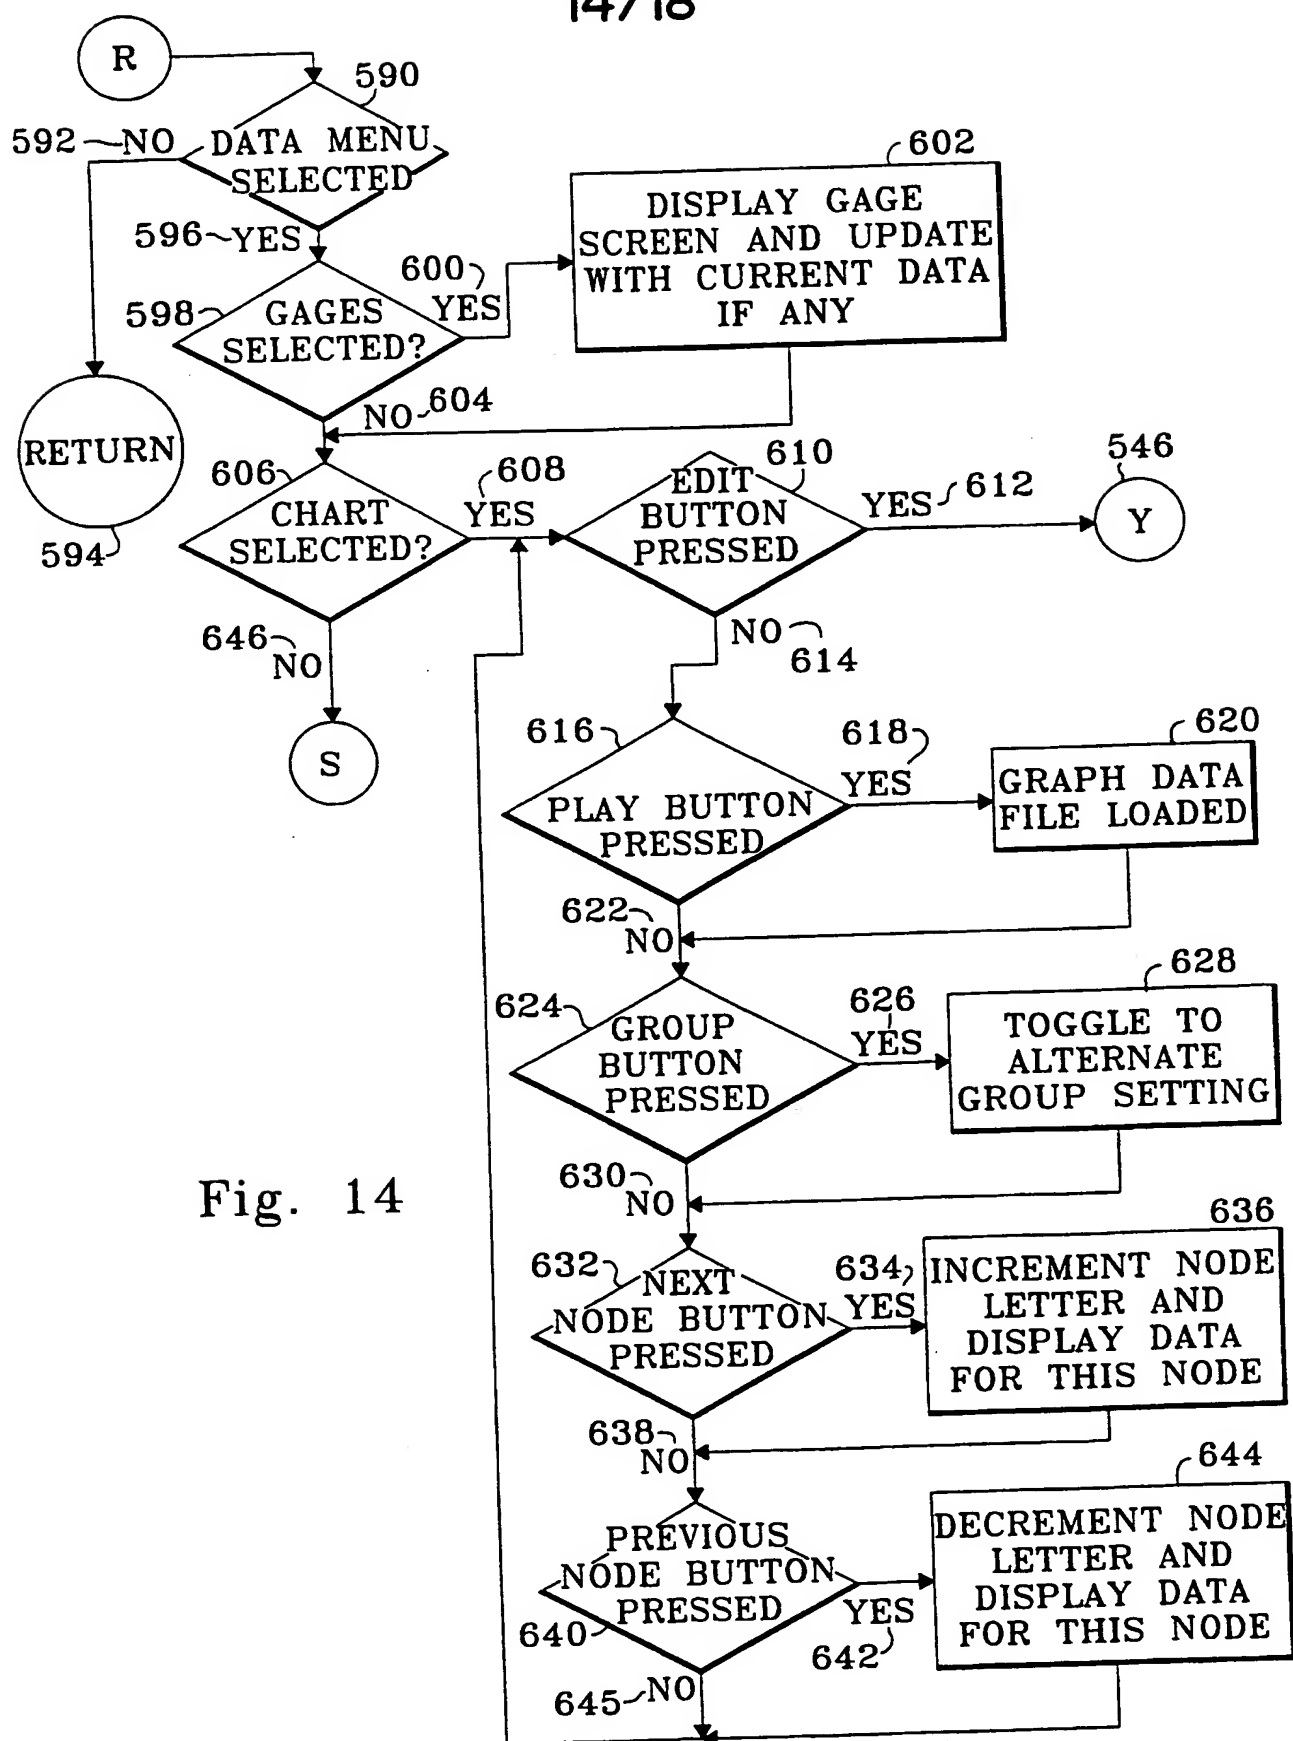 14/18
R
590
592 NO
DATA MENU
SELECTED
596 YES
602
DISPLAY GAGE
SCREEN AND UPDATE
WITH CURRENT DATA
IF ANY
600
YES
598
GAGES
SELECTED?
NO 604
RETURN
594
606
CHART
SELECTED?
608
YES
610
EDIT
BUTTON
PRESSED
YES 612
546
Y
646
NO
S
NO
614
616
PLAY BUTTON
PRESSED
618
YES
620
GRAPH DATA
FILE LOADED
622
NO
624
GROUP
BUTTON
PRESSED
626
YES
628
TOGGLE TO
ALTERNATE
GROUP SETTING
630
NO
Fig. 14
632
NEXT
NODE BUTTON
PRESSED
634
YES
636
INCREMENT NODE
LETTER AND
DISPLAY DATA
FOR THIS NODE
638
NO
640
PREVIOUS
NODE BUTTON
PRESSED
YES
642
644
DECREMENT NODE
LETTER AND
DISPLAY DATA
FOR THIS NODE
645 NO